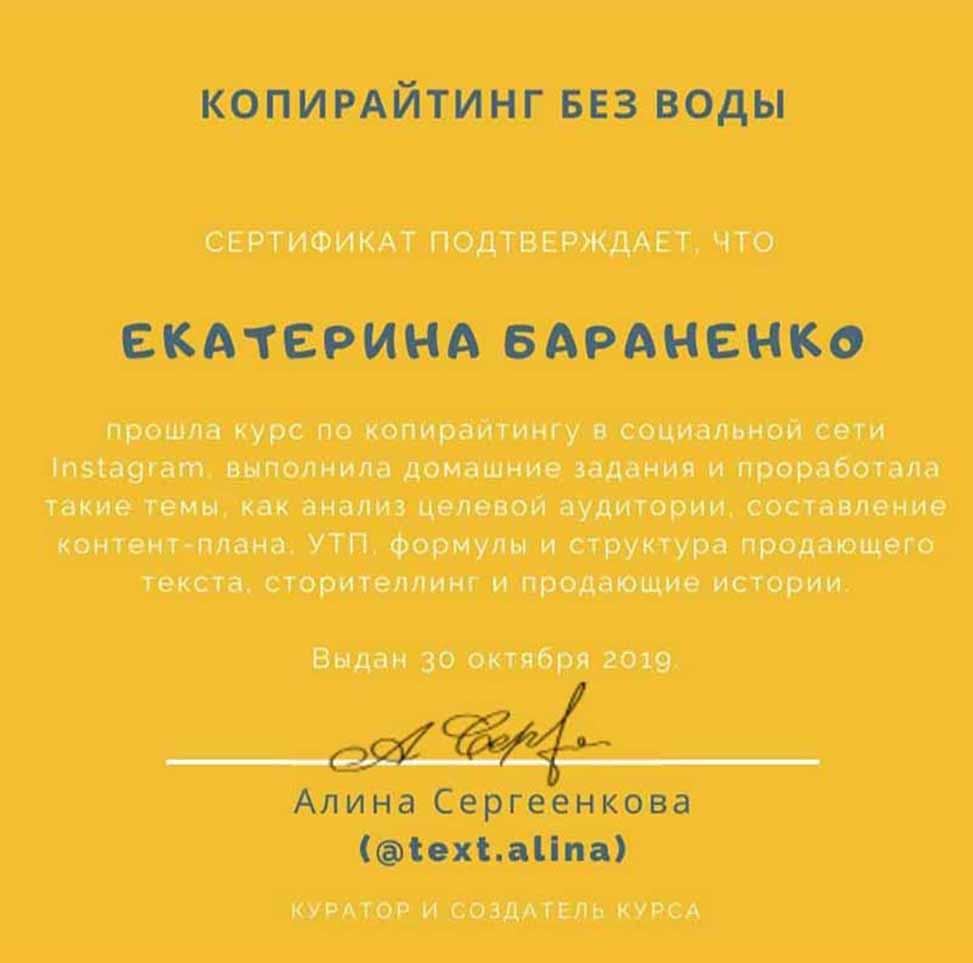 КОПИРАЙТИНГ БЕЗ ВОДЫ
СЕРТИФИКАТ ПОДТВЕРЖДАЕТ, ЧТО
ЕКАТЕРИНА БАРАНЕНКО
прошла курс по копирайтингу в социальной сети
Instagram, выполнила домашние задания и проработала
такие темы, как анализ целевой аудитории, составление
контент-плана, УТП, формулы и структура продающего
текста, сторителлинг и продающие истории.
Выдан 30 октября 2019.
А Серг
Алина Сергеенкова
(@text.alina)
КУРАТОР И СОЗДАТЕЛЬ КУРСА